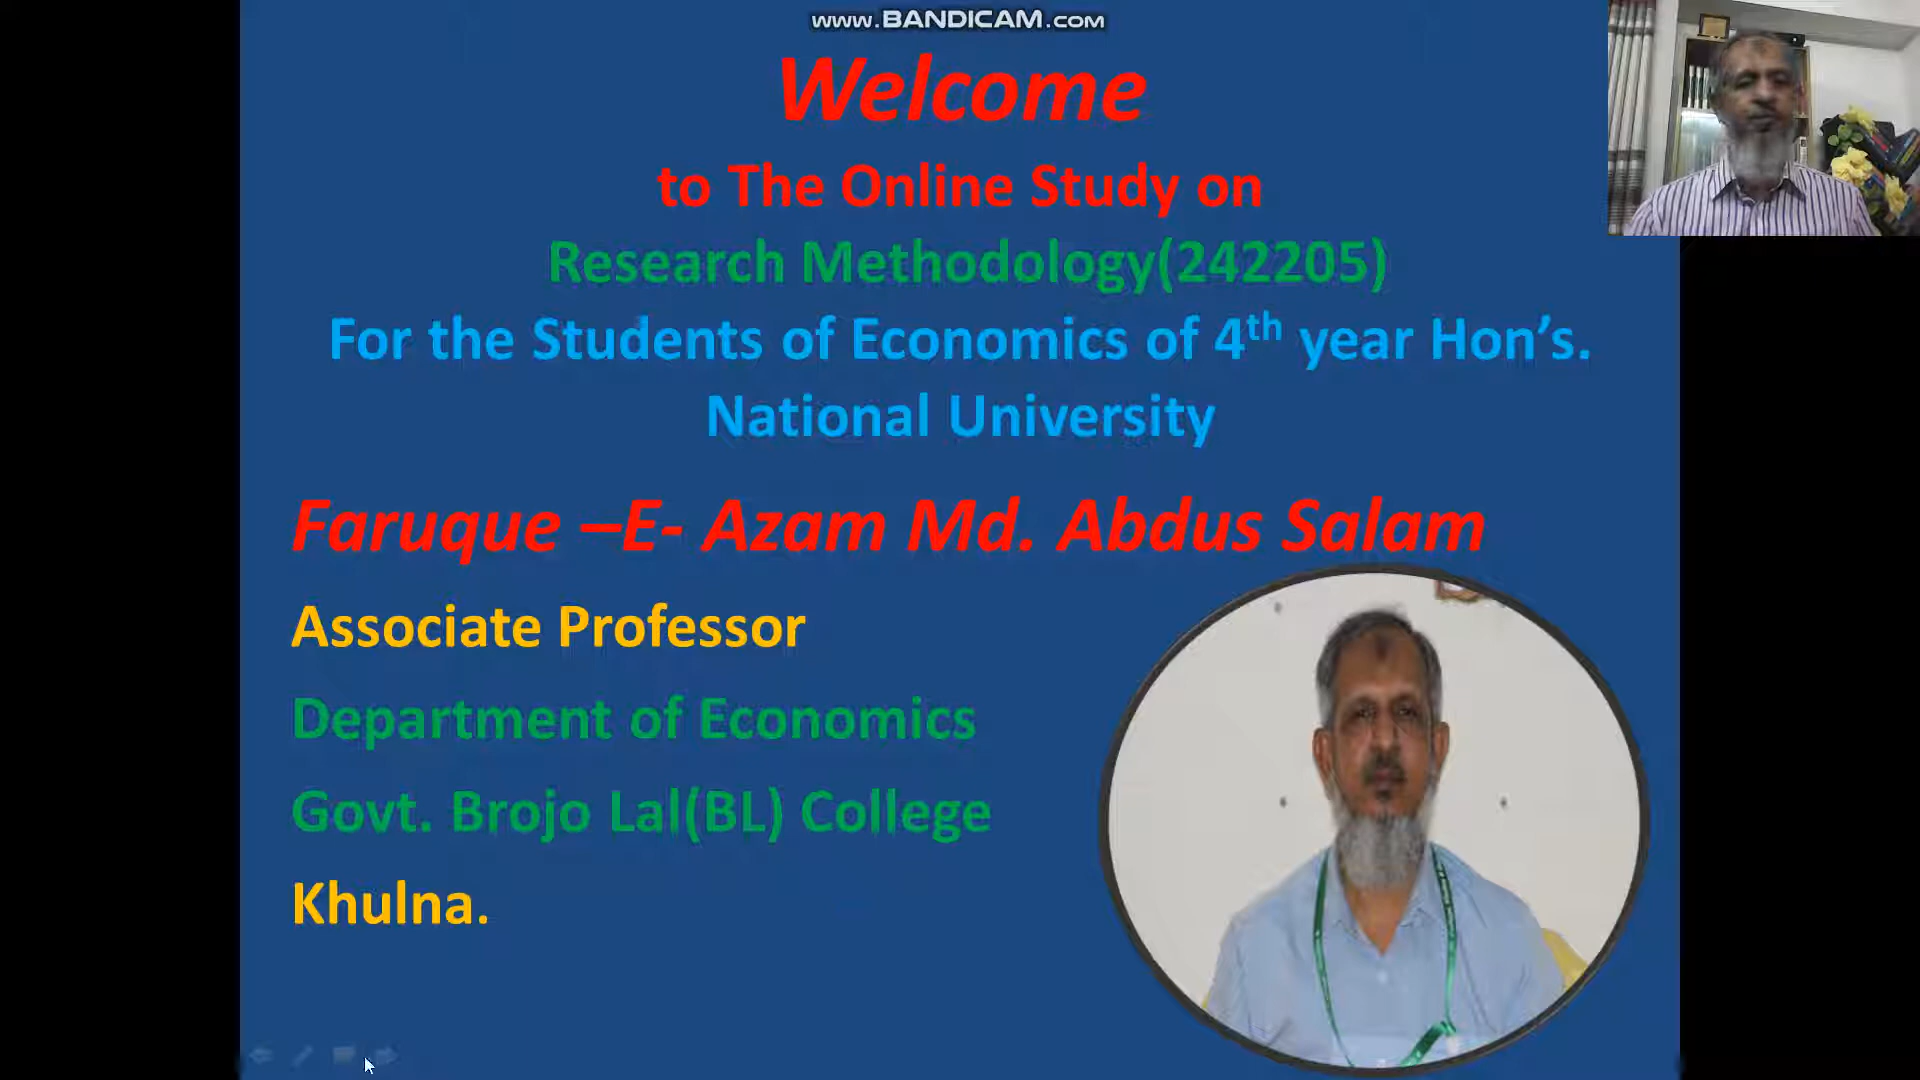 www.BANDICAM.com
Welcome
to The Online Study on
Research Methodology(242205)
For the Students of Economics of 4th year Hon’s.
National University
Faruque –E- Azam Md. Abdus Salam
Associate Professor
Department of Economics
Govt. Brojo Lal(BL) College
Khulna.